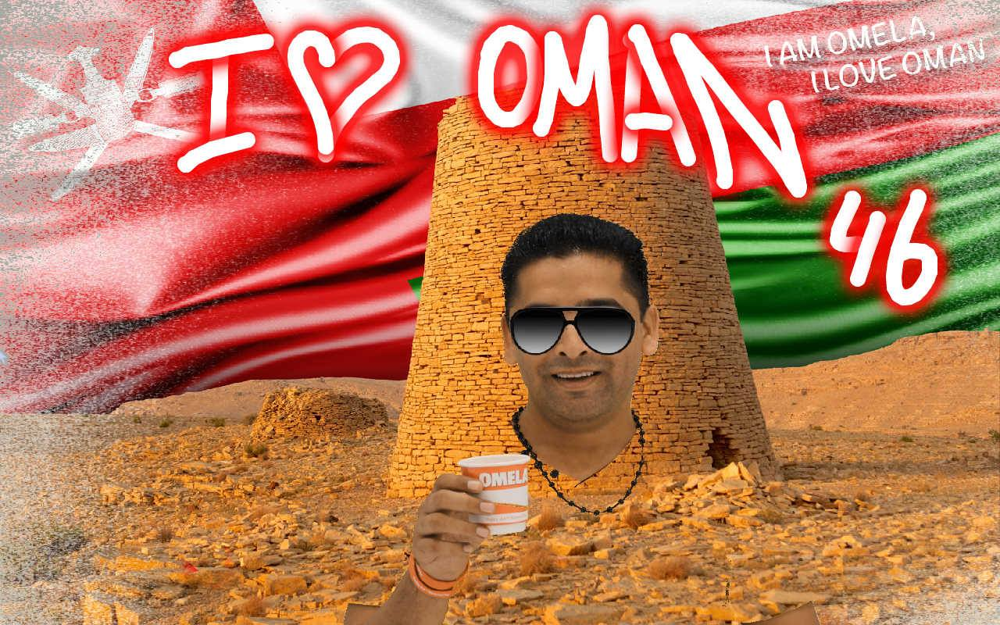 I ♡ OMAN
I AM OMELA,
I LOVE OMAN
46
OMELA